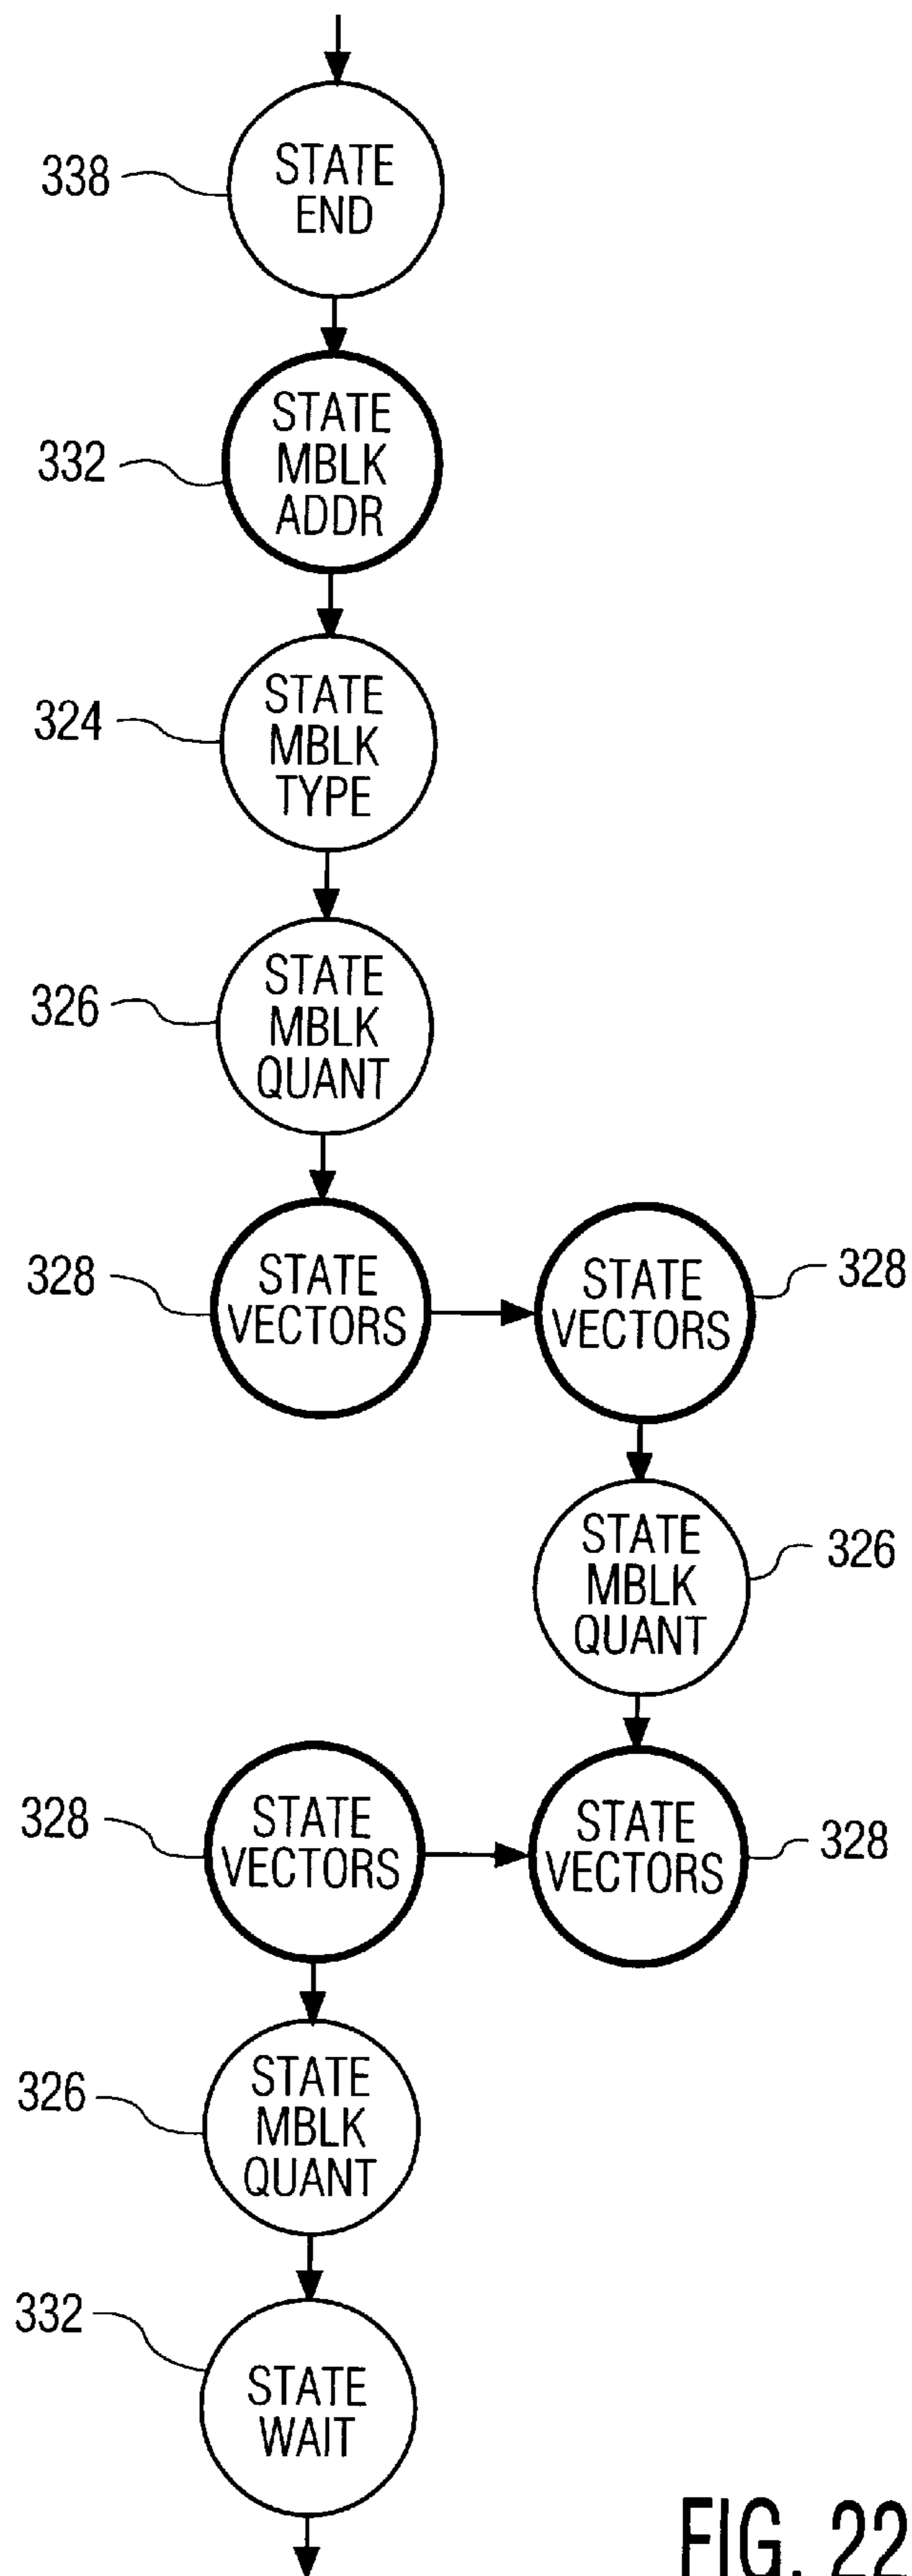 338
STATE
END
332
STATE
MBLK
ADDR
324
STATE
MBLK
TYPE
326
STATE
MBLK
QUANT
328
STATE
VECTORS
STATE
VECTORS
328
STATE
MBLK
QUANT
326
328
STATE
VECTORS
STATE
VECTORS
328
326
STATE
MBLK
QUANT
332
STATE
WAIT
FIG. 22